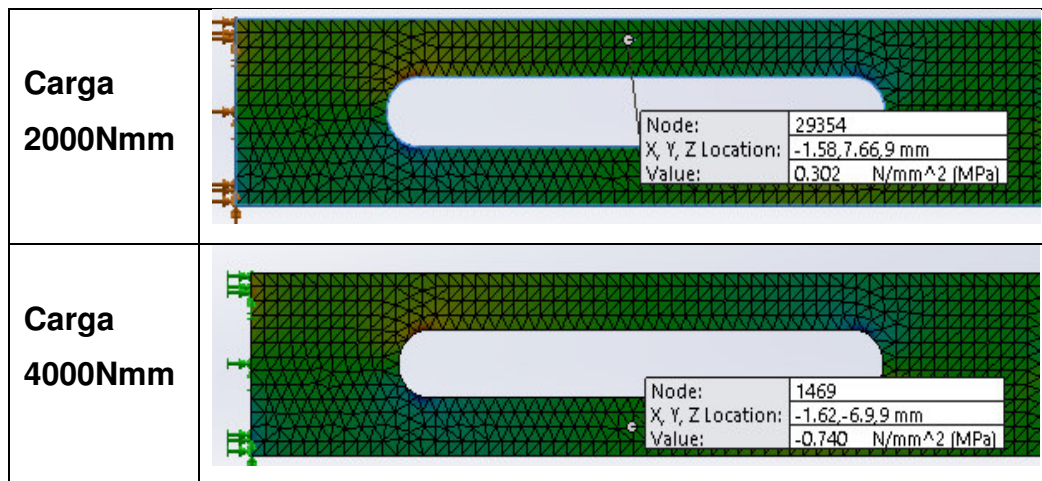 Carga
2000Nmm
Node: 29354
X, Y, Z Location: -1.58,7.66,9 mm
Value: 0.302 N/mm^2 (MPa)
Carga
4000Nmm
Node: 1469
X, Y, Z Location: -1.62,-6.9,9 mm
Value: -0.740 N/mm^2 (MPa)